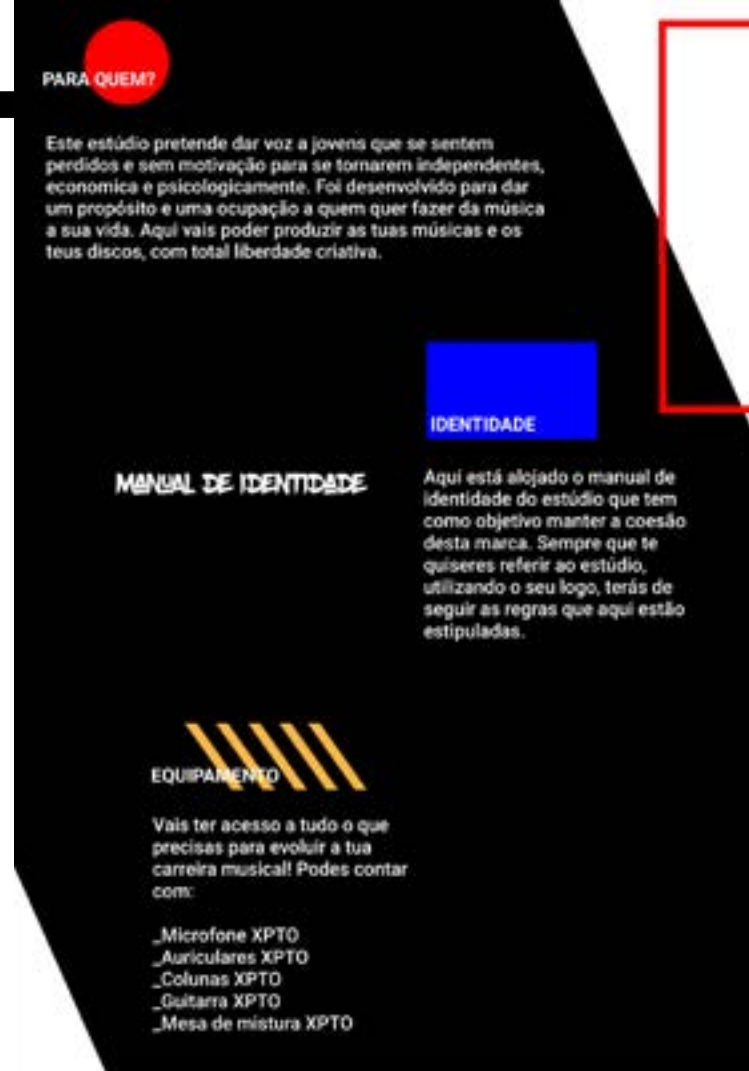 PARA QUEM?
Este estúdio pretende dar voz a jovens que se sentem
perdidos e sem motivação para se tornarem independentes,
economica e psicologicamente. Foi desenvolvido para dar
um propósito e uma ocupação a quem quer fazer da música
a sua vida. Aqui vais poder produzir as tuas músicas e os
teus discos, com total liberdade criativa.
IDENTIDADE
MANUAL DE IDENTIDADE
Aqui está alojado o manual de
identidade do estúdio que tem
como objetivo manter a coesão
desta marca. Sempre que te
quiseres referir ao estúdio,
utilizando o seu logo, terás de
seguir as regras que aqui estão
estipuladas.
EQUIPAMENTO
Vais ter acesso a tudo o que
precisas para evoluir a tua
carreira musical! Podes contar
com:
_Microfone XPTO
_Auriculares XPTO
_Colunas XPTO
_Guitarra XPTO
_Mesa de mistura XPTO